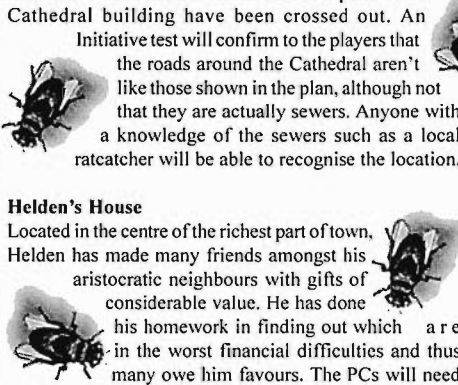 Cathedral building have been crossed out. An
Initiative test will confirm to the players that
the roads around the Cathedral aren't
like those shown in the plan, although not
that they are actually sewers. Anyone with
a knowledge of the sewers such as a local
ratcatcher will be able to recognise the location.
Helden's House
Located in the centre of the richest part of town,
Helden has made many friends amongst his
aristocratic neighbours with gifts of
considerable value. He has done
his homework in finding out which are
in the worst financial difficulties and thus
many owe him favours. The PCs will need